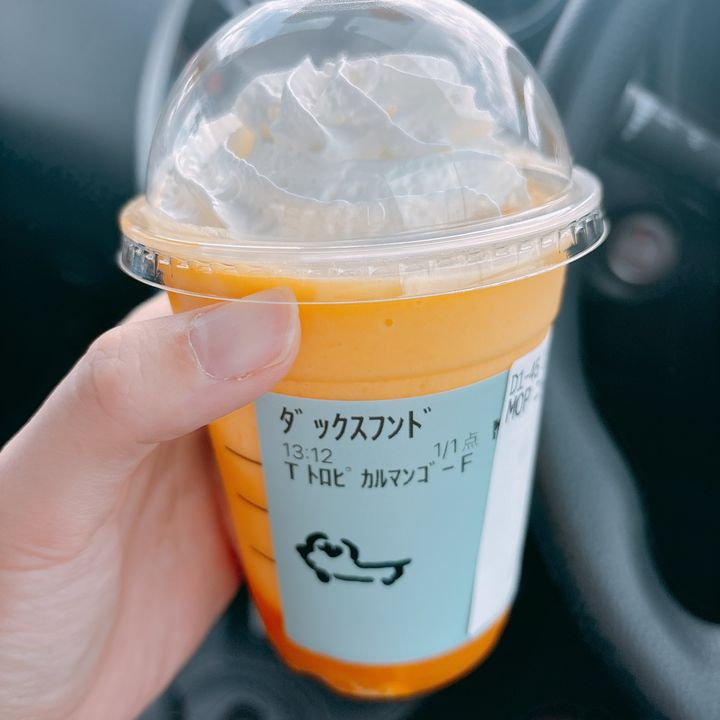 ﾀﾞｯｸｽﾌﾝﾄﾞ
13:12 1/1 点
T ﾄﾛﾋﾟｶﾙﾏﾝｺﾞｰF
D1-45
MOP